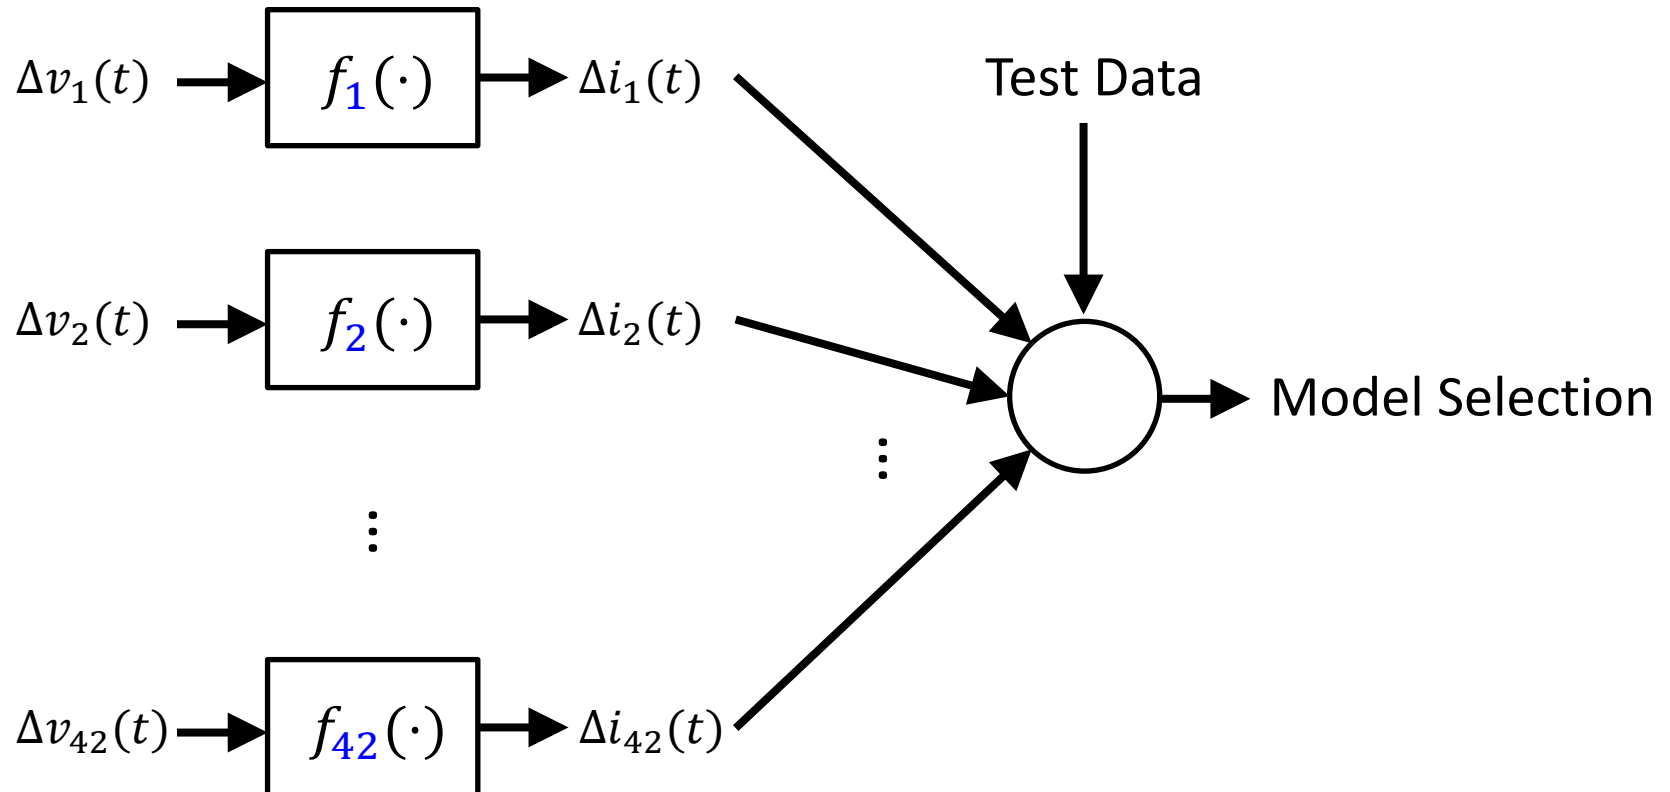 Δv₁(t) f₁(·) Δi₁(t) Test Data
Δv₂(t) f₂(·) Δi₂(t)
Model Selection
⋮
⋮
Δv₄₂(t) f₄₂(·) Δi₄₂(t)